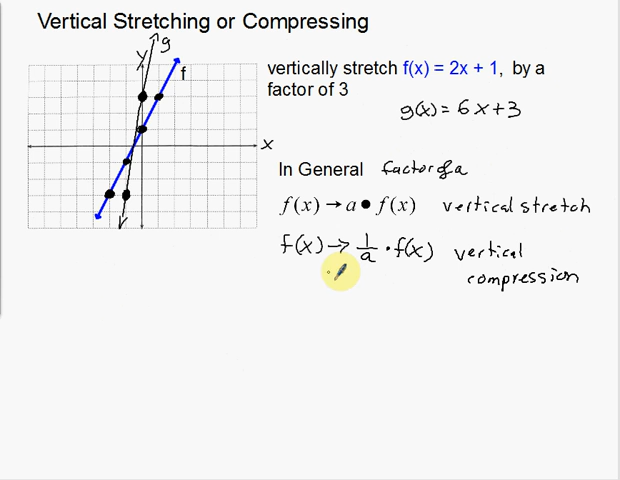 Vertical Stretching or Compressing
g
y
f
x
vertically stretch f(x) = 2x + 1, by a
factor of 3
g(x) = 6x + 3
In General factor of a
f(x) → a • f(x) vertical stretch
f(x) → 1/a · f(x) vertical
compression